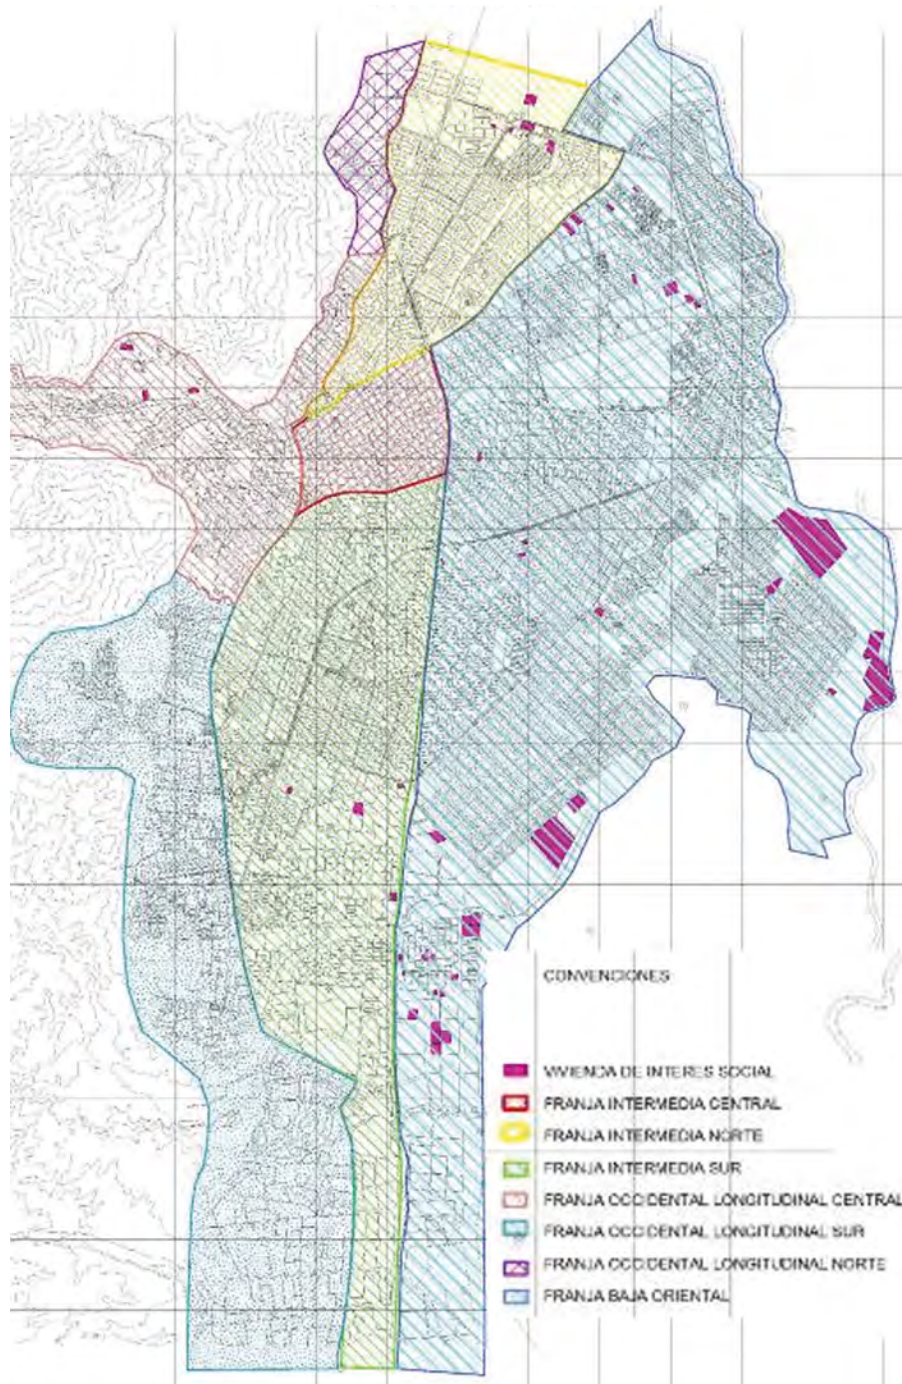 CONVENCIONES
VIVIENDA DE INTERES SOCIAL
FRANJA INTERMEDIA CENTRAL
FRANJA INTERMEDIA NORTE
FRANJA INTERMEDIA SUR
FRANJA OCCIDENTAL LONGITUDINAL CENTRAL
FRANJA OCCIDENTAL LONGITUDINAL SUR
FRANJA OCCIDENTAL LONGITUDINAL NORTE
FRANJA BAJA ORIENTAL